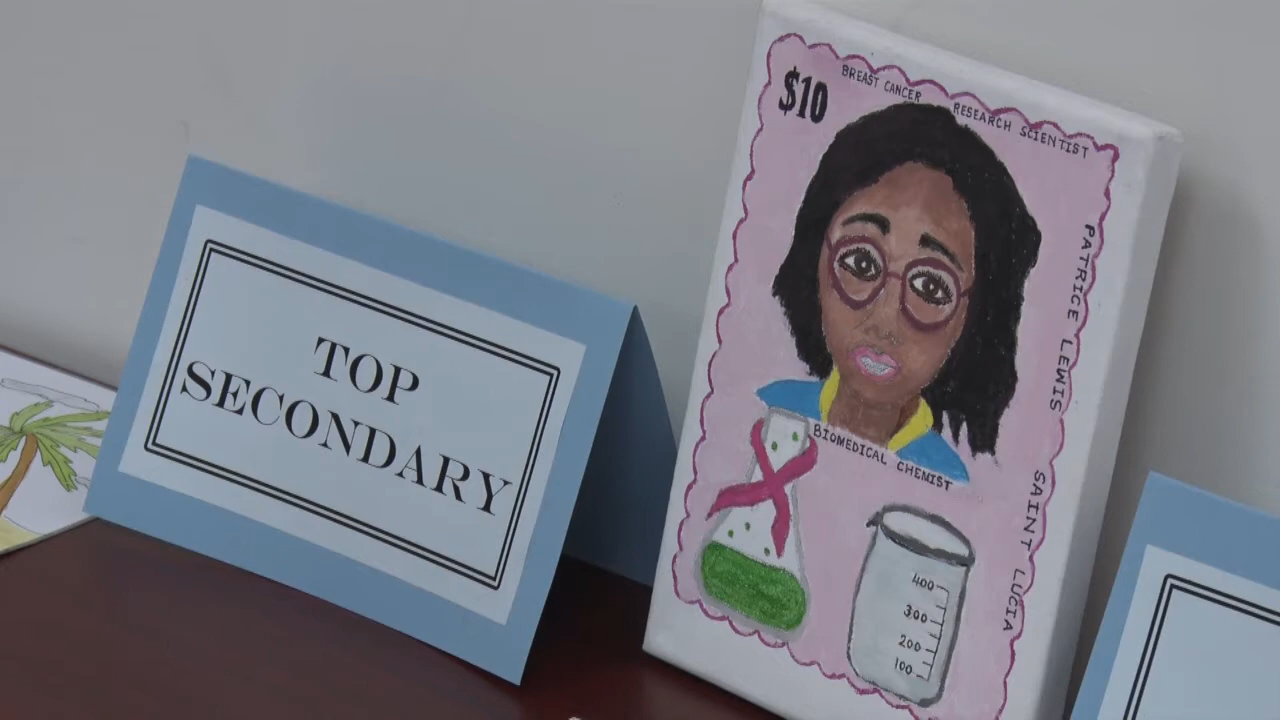 TOP
SECONDARY
$10
BREAST CANCER RESEARCH SCIENTIST
PATRICE LEWIS
SAINT LUCIA
BIOMEDICAL CHEMIST
400
300
200
100